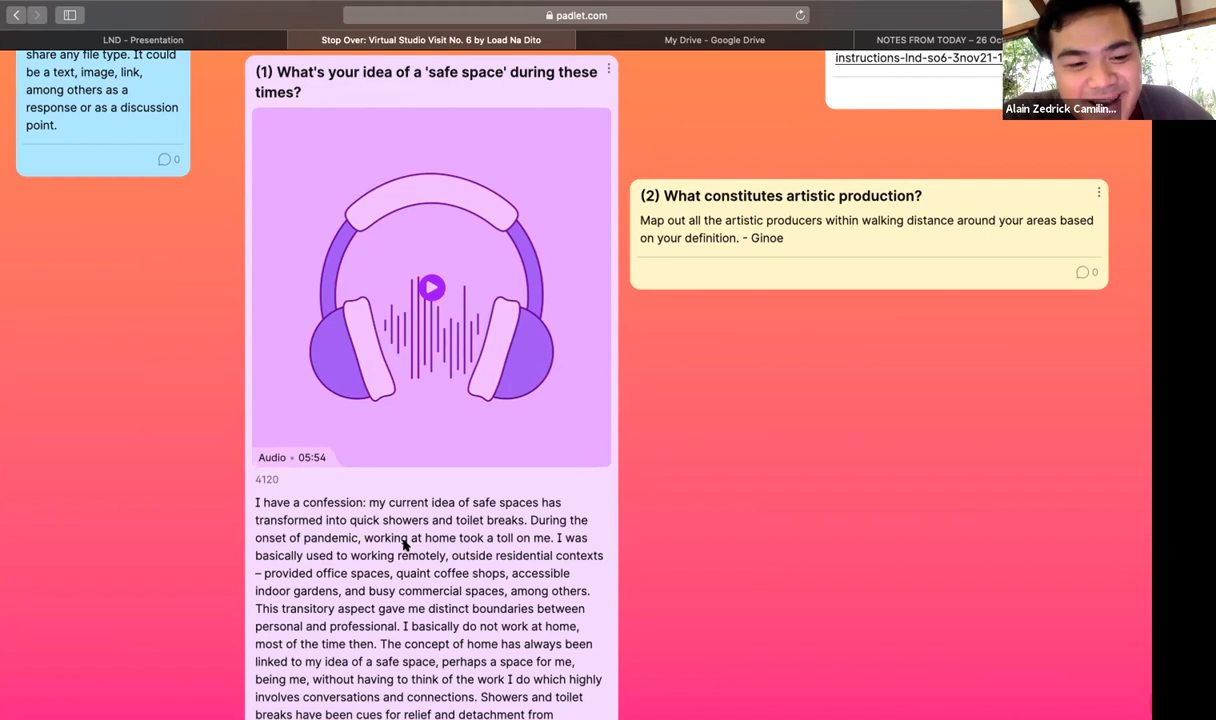 padlet.com
LND - Presentation
Stop Over: Virtual Studio Visit No. 6 by Load Na Dito
My Drive - Google Drive
NOTES FROM TODAY – 26 Oc
Alain Zedrick Camilin...
share any file type. It could
be a text, image, link,
among others as a
response or as a discussion
point.
0
(1) What's your idea of a 'safe space' during these
times?
Audio • 05:54
4120
I have a confession: my current idea of safe spaces has
transformed into quick showers and toilet breaks. During the
onset of pandemic, working at home took a toll on me. I was
basically used to working remotely, outside residential contexts
– provided office spaces, quaint coffee shops, accessible
indoor gardens, and busy commercial spaces, among others.
This transitory aspect gave me distinct boundaries between
personal and professional. I basically do not work at home,
most of the time then. The concept of home has always been
linked to my idea of a safe space, perhaps a space for me,
being me, without having to think of the work I do which highly
involves conversations and connections. Showers and toilet
breaks have been cues for relief and detachment from
instructions-lnd-so6-3nov21-1
(2) What constitutes artistic production?
Map out all the artistic producers within walking distance around your areas based
on your definition. - Ginoe
0